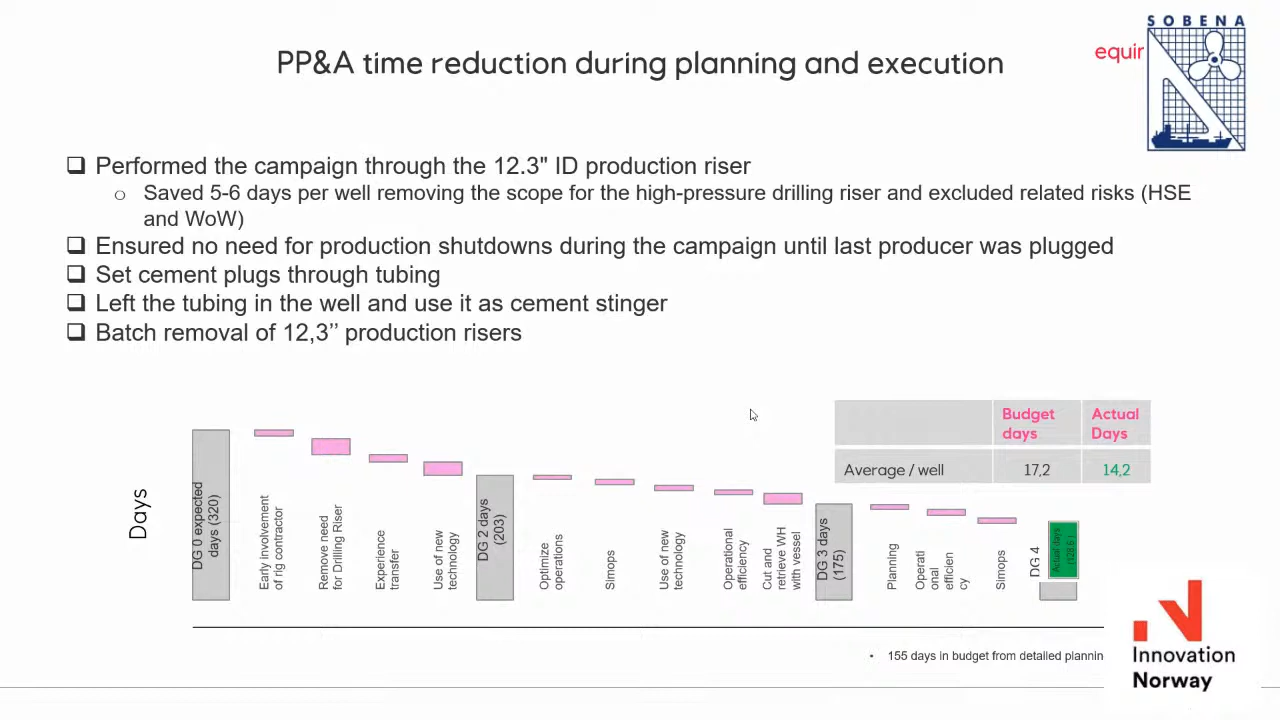 SOBENA
equir
PP&A time reduction during planning and execution
❑ Performed the campaign through the 12.3" ID production riser
o Saved 5-6 days per well removing the scope for the high-pressure drilling riser and excluded related risks (HSE
and WoW)
❑ Ensured no need for production shutdowns during the campaign until last producer was plugged
❑ Set cement plugs through tubing
❑ Left the tubing in the well and use it as cement stinger
❑ Batch removal of 12,3’’ production risers
Budget
days
Actual
Days
Average / well
17,2
14,2
Days
DG 0 expected
days (320)
Early involvement
of rig contractor
Remove need
for Drilling Riser
Experience
transfer
Use of new
technology
DG 2 days
(203)
Optimize
operations
Simops
Use of new
technology
Operational
efficiency
Cut and
retrieve WH
with vessel
DG 3 days
(175)
Planning
Operati
onal
efficien
cy
Simops
DG 4
Actual days
(128.6 )
• 155 days in budget from detailed plannin
Innovation
Norway